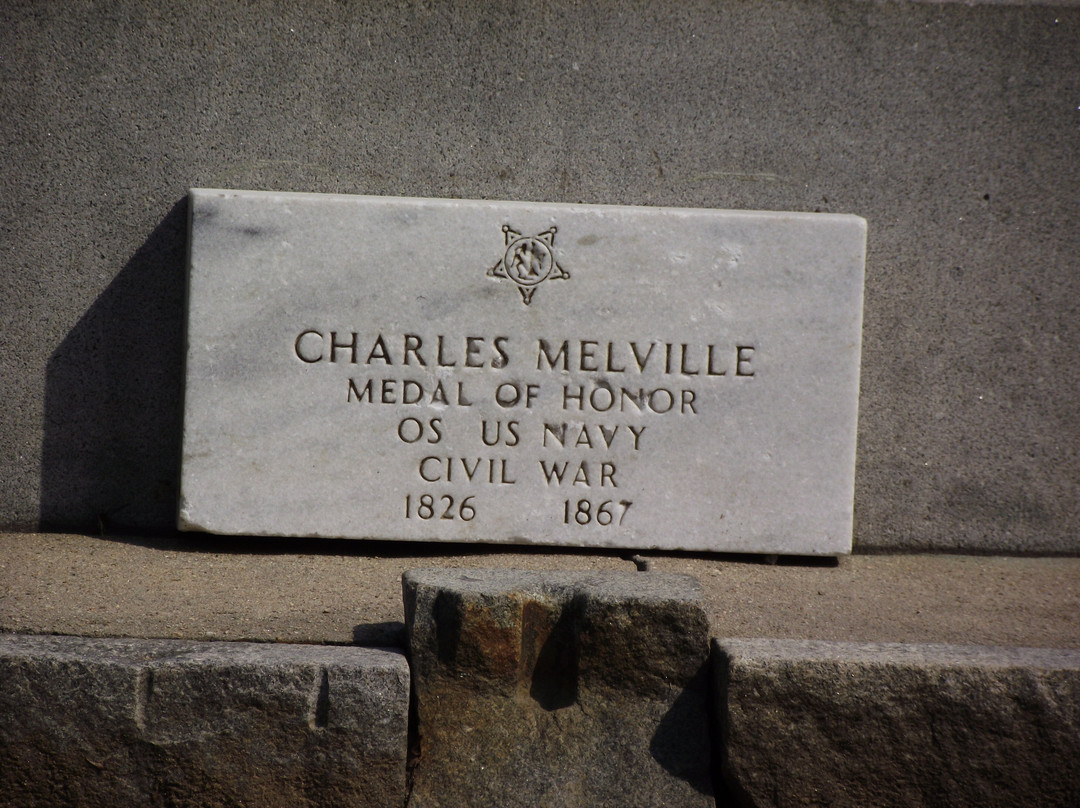 CHARLES MELVILLE
MEDAL OF HONOR
OS US NAVY
CIVIL WAR
1826 1867